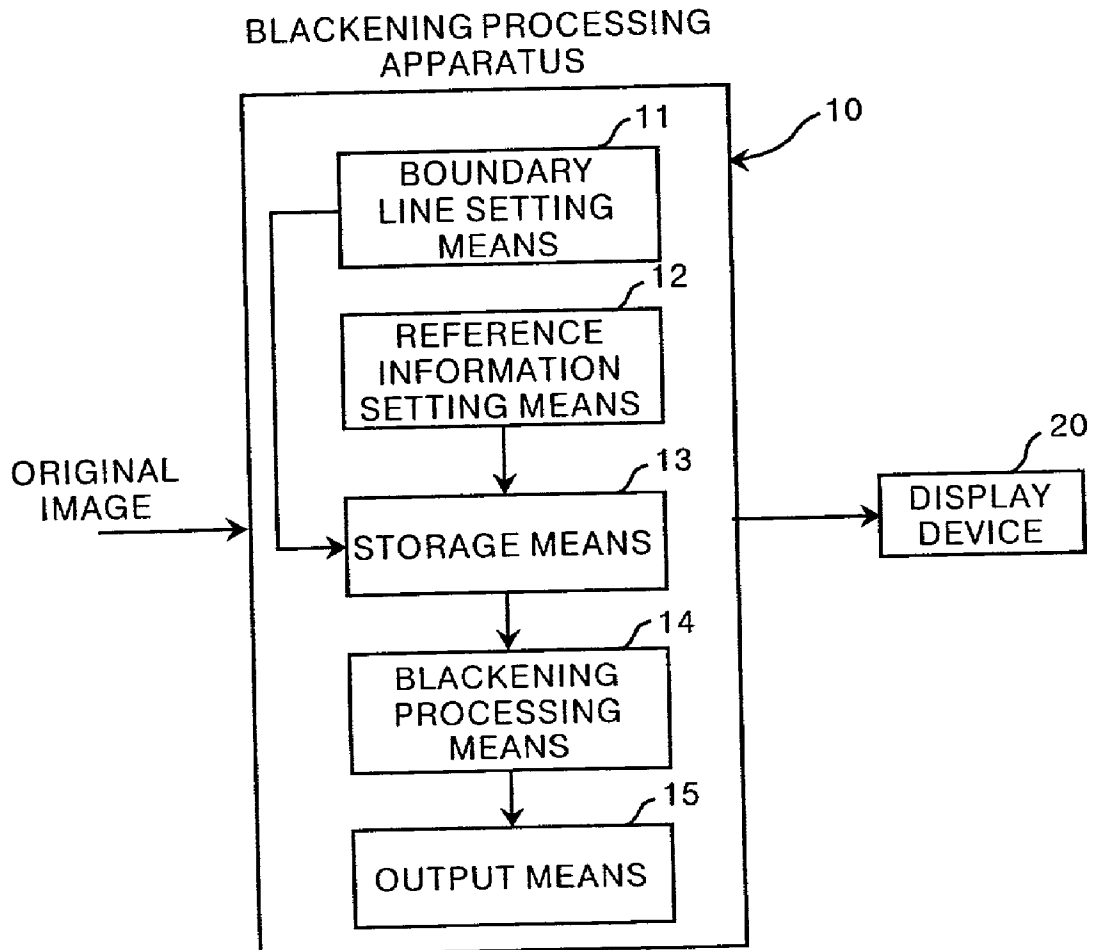 BLACKENING PROCESSING
APPARATUS
10
11
BOUNDARY
LINE SETTING
MEANS
12
REFERENCE
INFORMATION
SETTING MEANS
ORIGINAL
IMAGE
13
STORAGE MEANS
20
DISPLAY
DEVICE
14
BLACKENING
PROCESSING
MEANS
15
OUTPUT MEANS